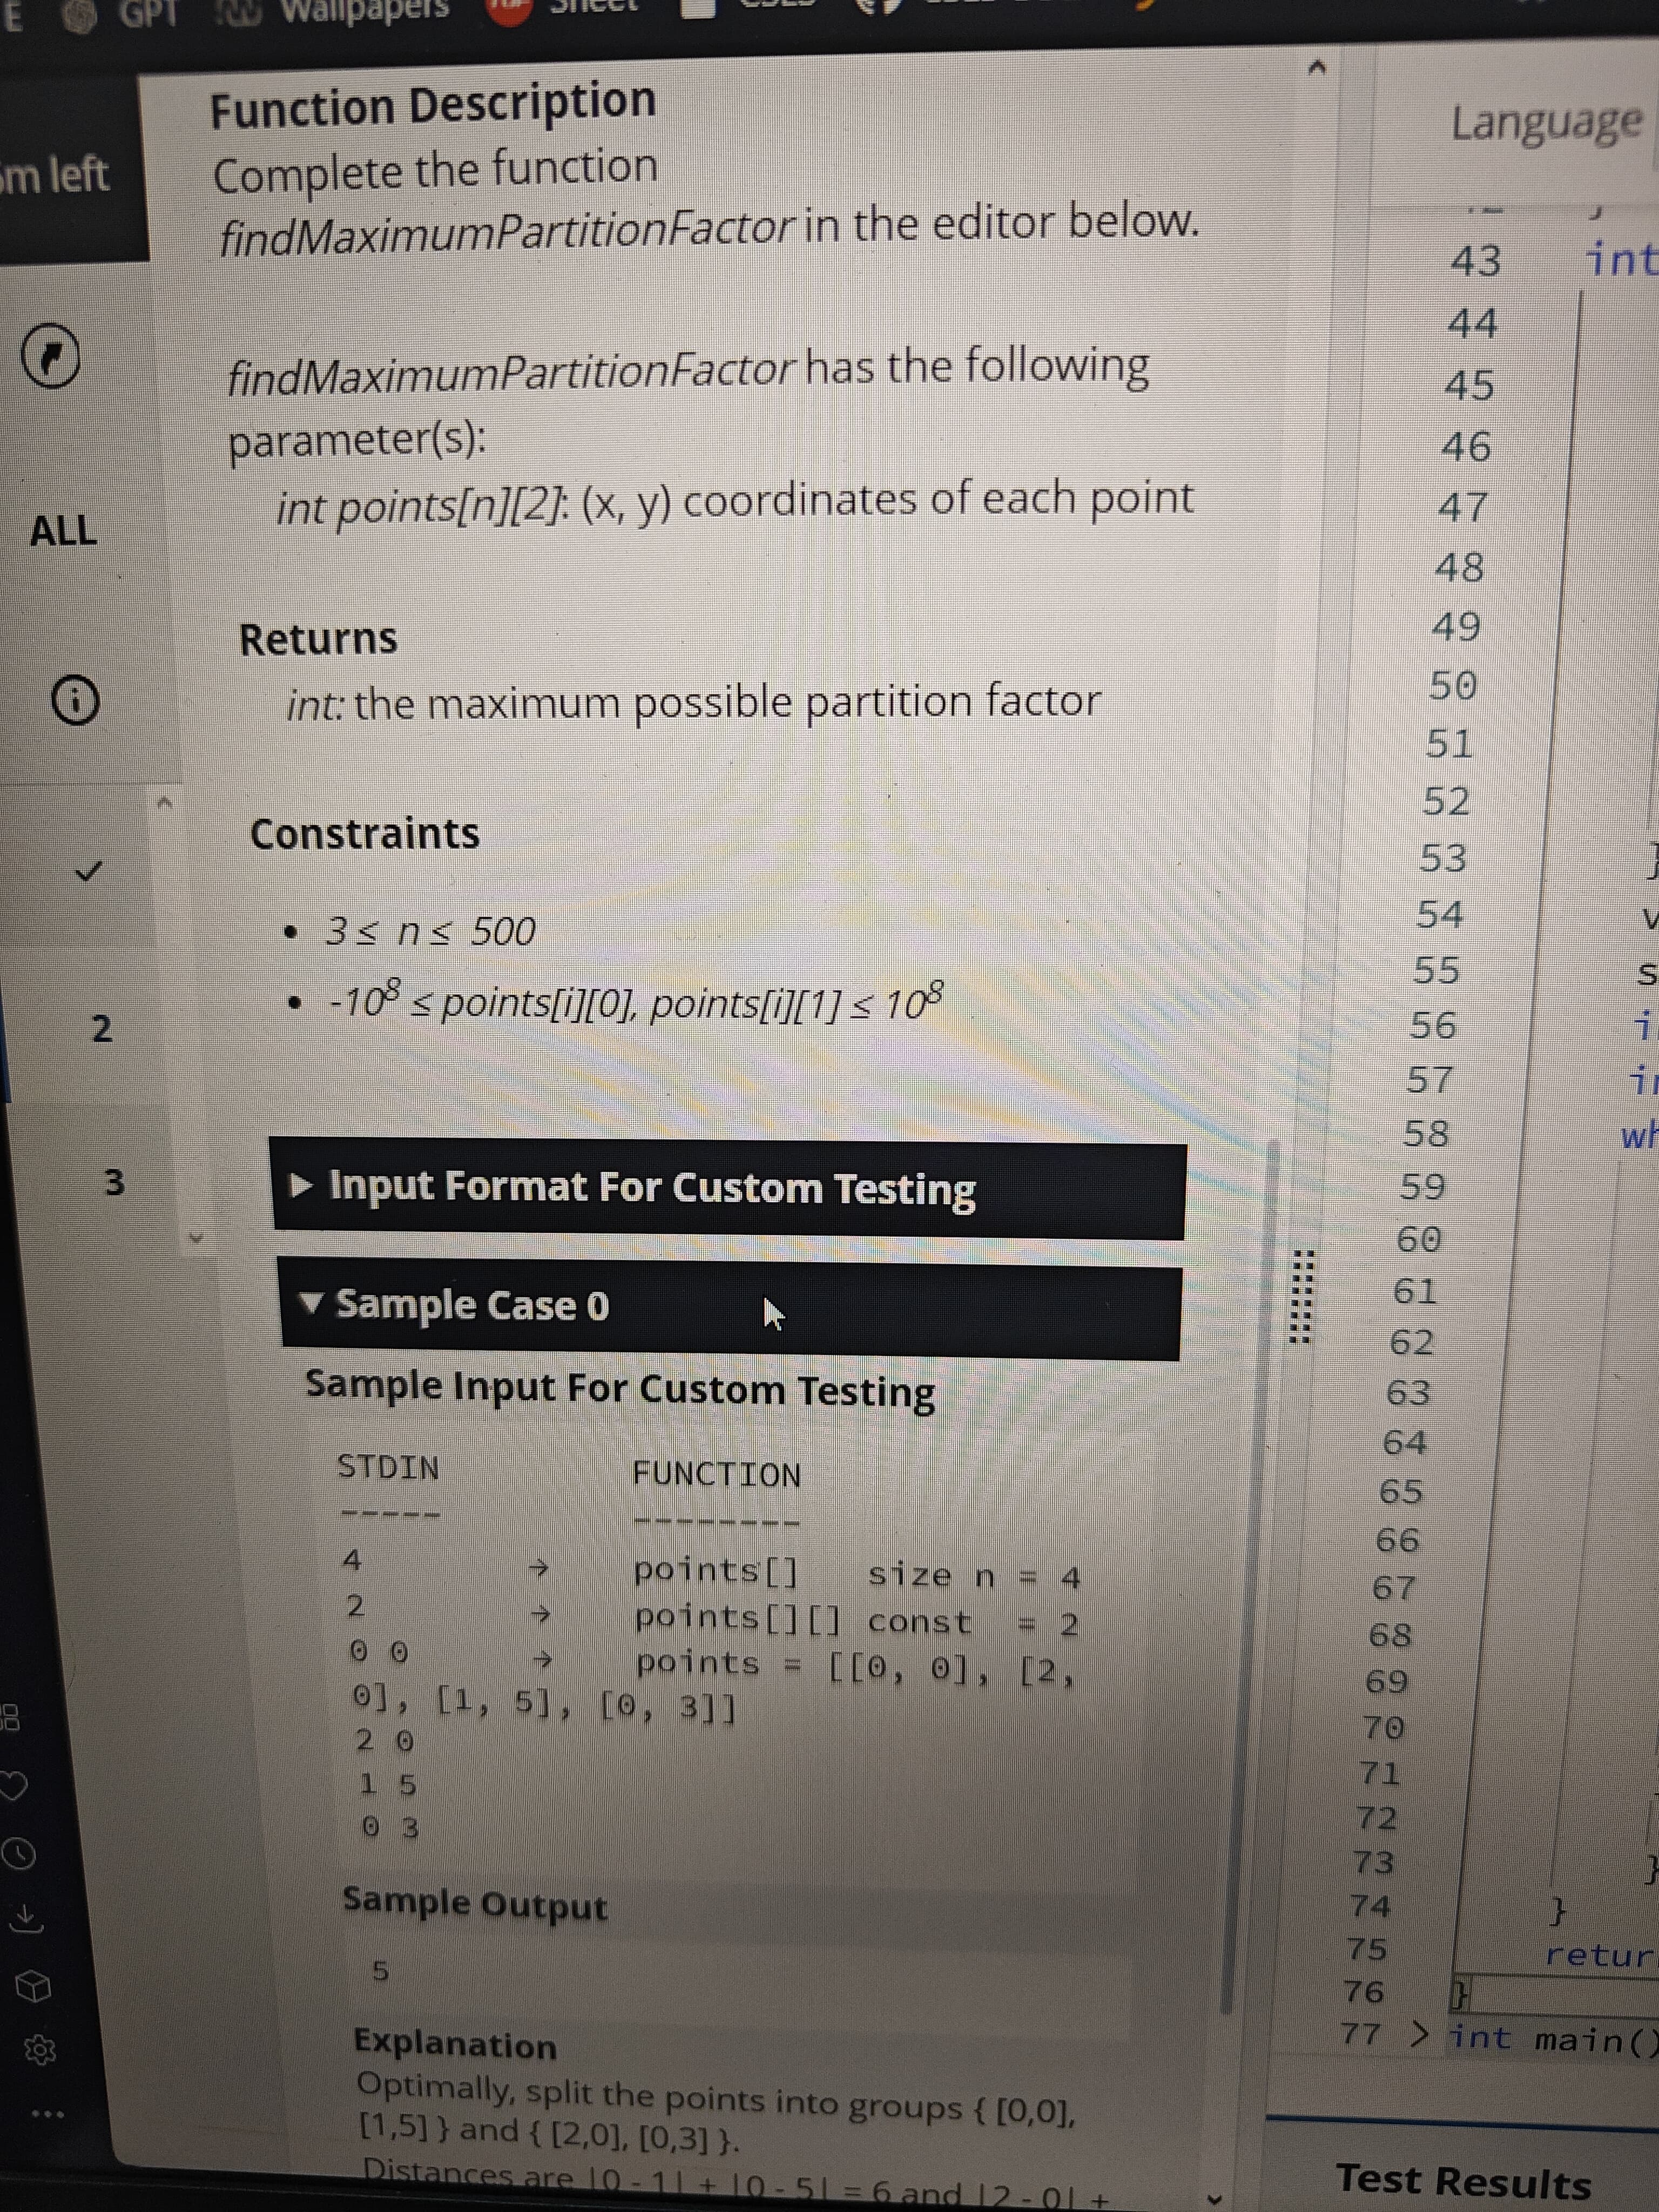 E GPT Wallpapers Sheet
m left
ALL
2
3
Function Description
Complete the function
findMaximumPartitionFactor in the editor below.
findMaximumPartitionFactor has the following
parameter(s):
int points[n][2]: (x, y) coordinates of each point
Returns
int: the maximum possible partition factor
Constraints
• 3 ≤ n ≤ 500
• -10⁸ ≤ points[i][0], points[i][1] ≤ 10⁸
▶ Input Format For Custom Testing
▼ Sample Case 0
Sample Input For Custom Testing
STDIN FUNCTION
----- --------
4 → points[] size n = 4
2 → points[][] const = 2
0 0 → points = [[0, 0], [2,
0], [1, 5], [0, 3]]
2 0
1 5
0 3
Sample Output
5
Explanation
Optimally, split the points into groups { [0,0],
[1,5] } and { [2,0], [0,3] }.
Distances are |0 - 1| + |0 - 5| = 6 and |2 - 0| +
Language
43 int
44
45
46
47
48
49
50
51
52
53 }
54 v
55 s
56 i
57 in
58 wh
59
60
61
62
63
64
65
66
67
68
69
70
71
72
73 }
74 }
75 retur
76 }
77 > int main()
Test Results